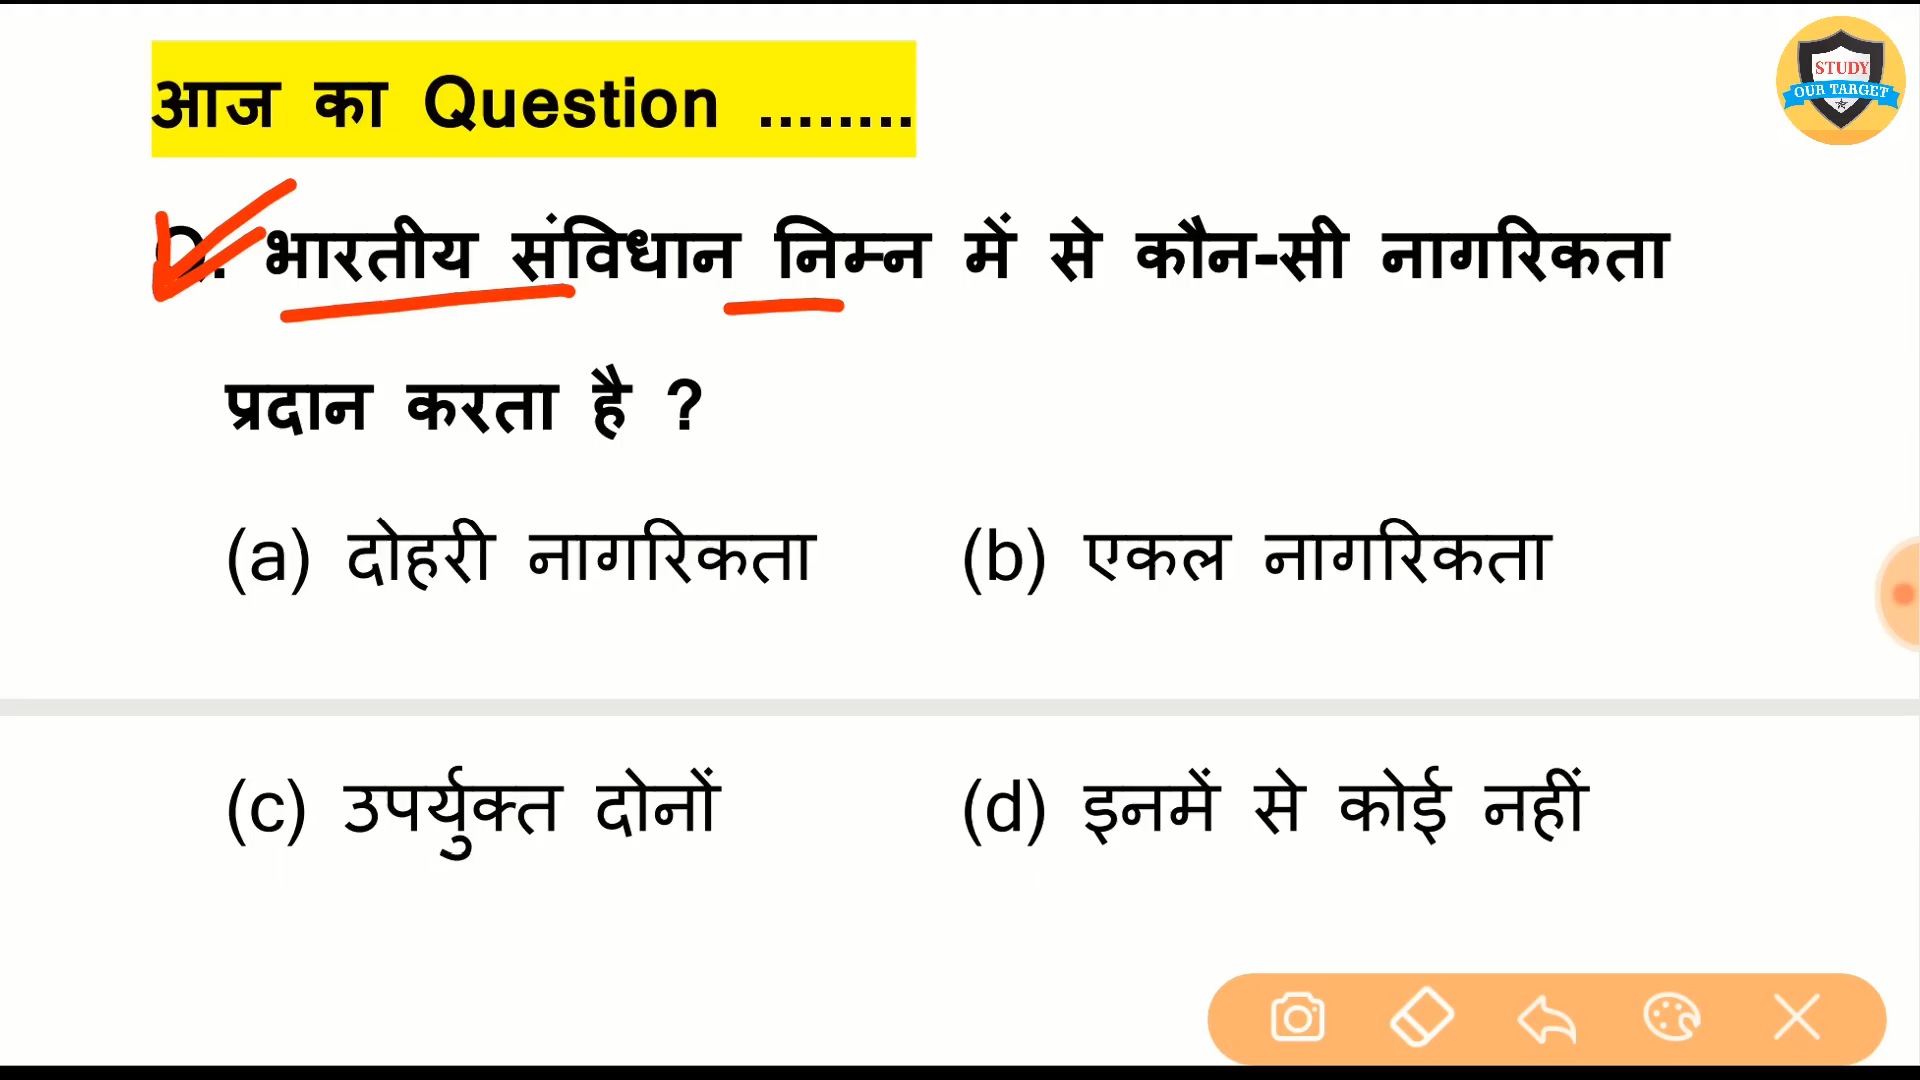 आज का Question ........
STUDY
OUR TARGET
Q. भारतीय संविधान निम्न में से कौन-सी नागरिकता
प्रदान करता है ?
(a) दोहरी नागरिकता (b) एकल नागरिकता
(c) उपर्युक्त दोनों (d) इनमें से कोई नहीं